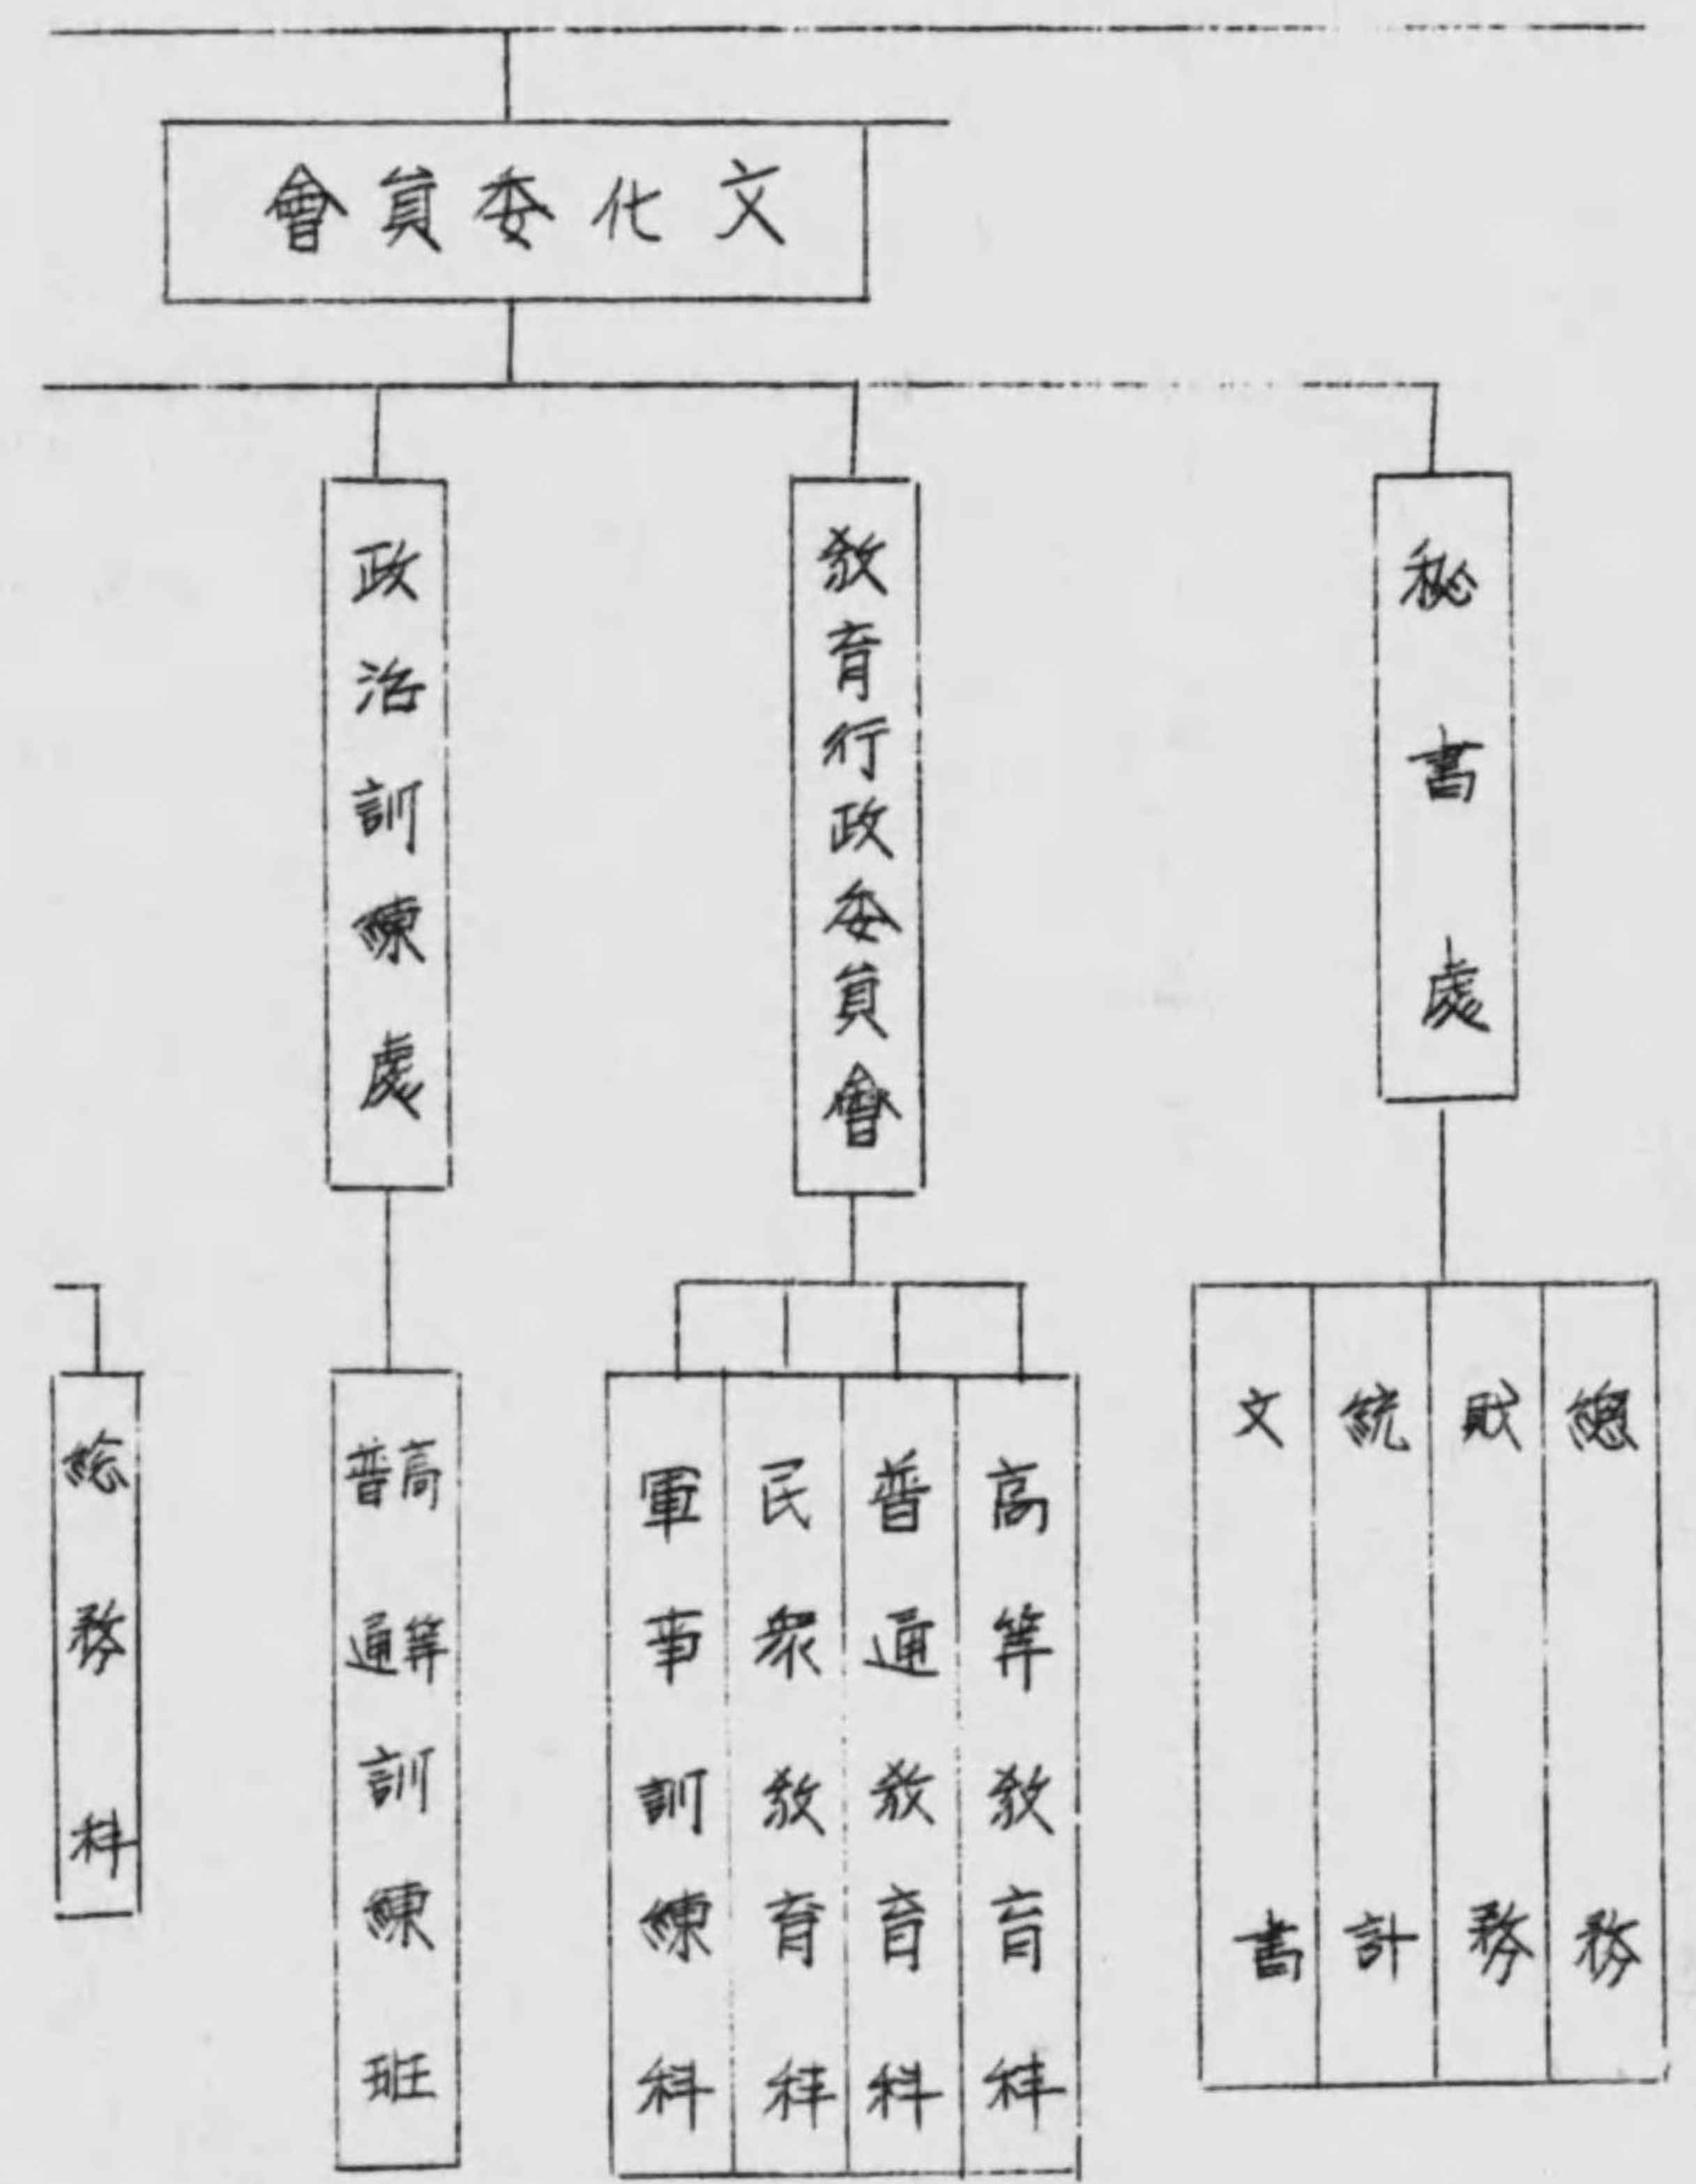 文化委員會
秘書處
教育行政委員會
政治訓練處
總務
財務
統計
文書
高等教育科
普通教育科
民眾教育科
軍事訓練科
高等
普通
訓練班
総務科